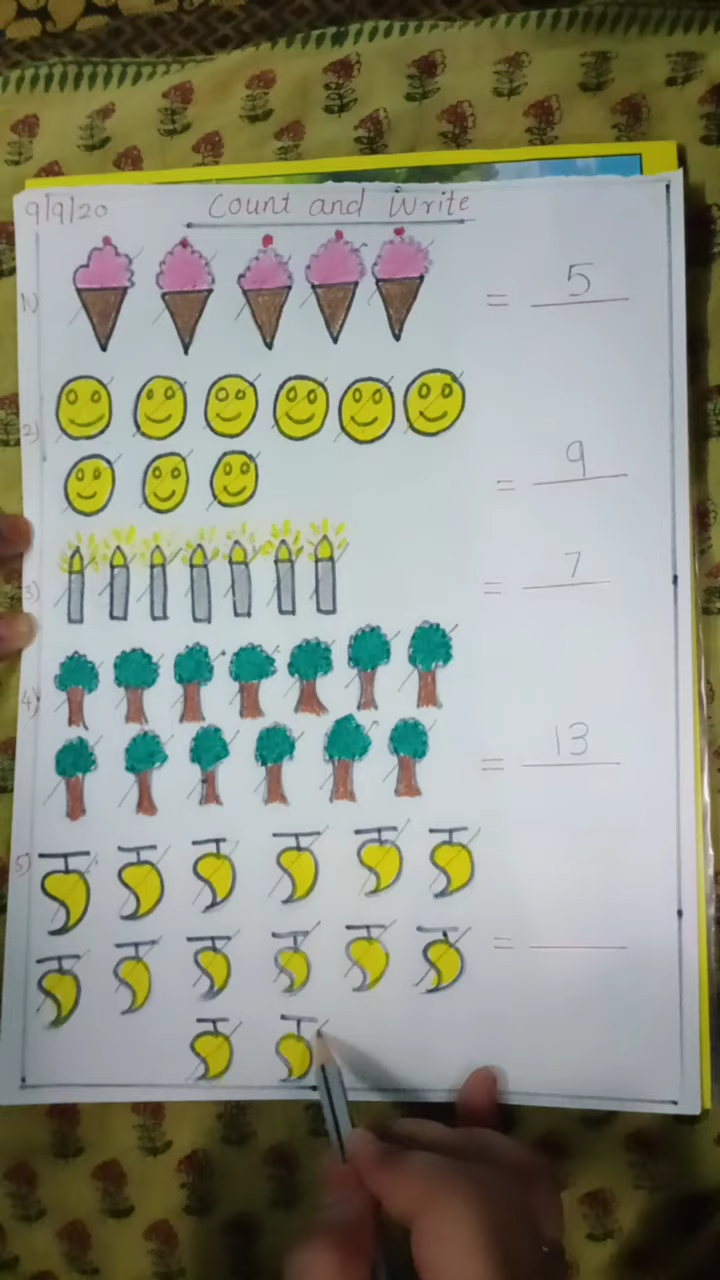 9/9/20 Count and Write
1) = 5
2) = 9
3) = 7
4) = 13
5) =